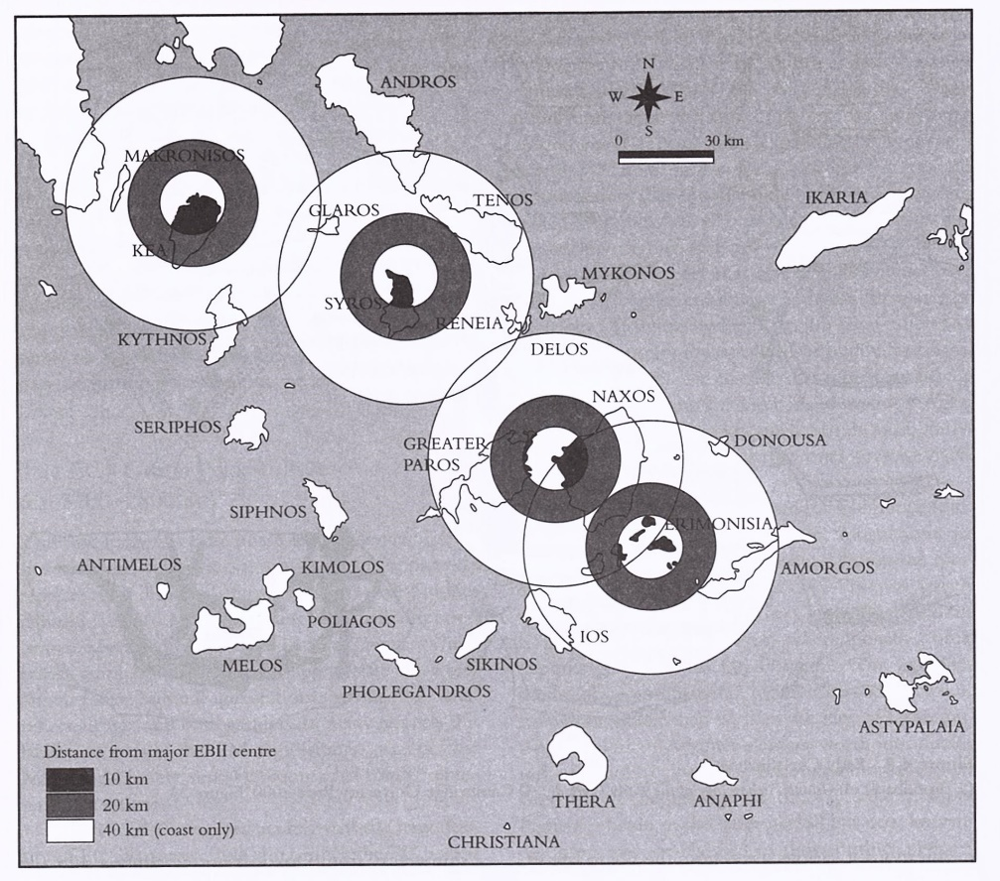 ANDROS
N
W E
S
0 30 km
MAKRONISOS
IKARIA
TENOS
GLAROS
KEA
MYKONOS
SYROS
RENEIA
KYTHNOS
DELOS
NAXOS
SERIPHOS
DONOUSA
GREATER
PAROS
SIPHNOS
ERIMONISIA
ANTIMELOS
KIMOLOS
AMORGOS
POLIAGOS
IOS
MELOS
SIKINOS
PHOLEGANDROS
ASTYPALAIA
Distance from major EBII centre
10 km
20 km
40 km (coast only)
THERA
ANAPHI
CHRISTIANA